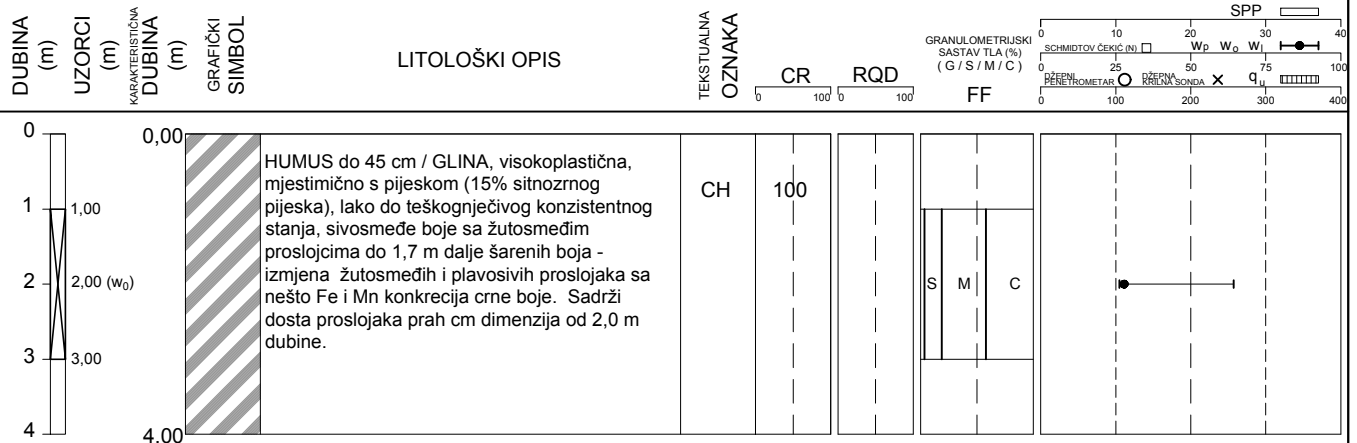 DUBINA
(m)
UZORCI
(m)
KARAKTERISTIČNA
DUBINA
(m)
GRAFIČKI
SIMBOL
LITOLOŠKI OPIS
TEKSTUALNA
OZNAKA
CR
0 100
RQD
0 100
GRANULOMETRIJSKI
SASTAV TLA (%)
( G / S / M / C )
FF
SPP
0 10 20 30 40
SCHMIDTOV ČEKIĆ (N) wP wo wl
0 25 50 75 100
DŽEPNI
PENETROMETAR
DŽEPNA
KRILNA SONDA
qu
0 100 200 300 400
0
1
2
3
4
1,00
2,00 (w0)
3,00
0,00
4,00
HUMUS do 45 cm / GLINA, visokoplastična,
mjestimično s pijeskom (15% sitnozrnog
pijeska), lako do teškognječivog konzistentnog
stanja, sivosmeđe boje sa žutosmeđim
proslojcima do 1,7 m dalje šarenih boja -
izmjena žutosmeđih i plavosivih proslojaka sa
nešto Fe i Mn konkrecija crne boje. Sadrži
dosta proslojaka prah cm dimenzija od 2,0 m
dubine.
CH
100
S M C